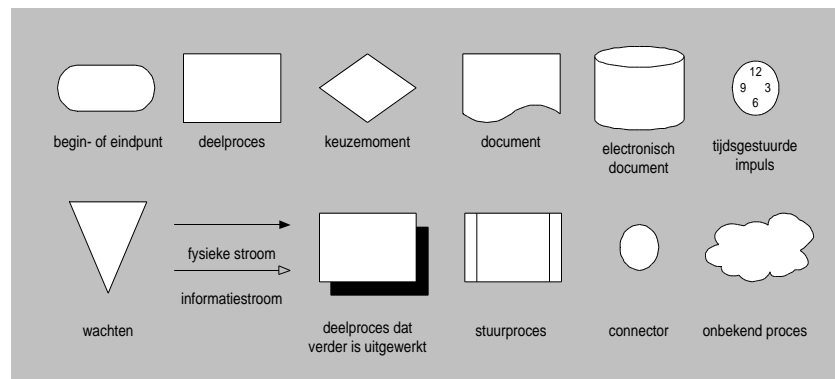 12
9 3
6
begin- of eindpunt deelproces keuzemoment document electronisch document tijdsgestuurde impuls
fysieke stroom
informatiestroom
wachten deelproces dat verder is uitgewerkt stuurproces connector onbekend proces